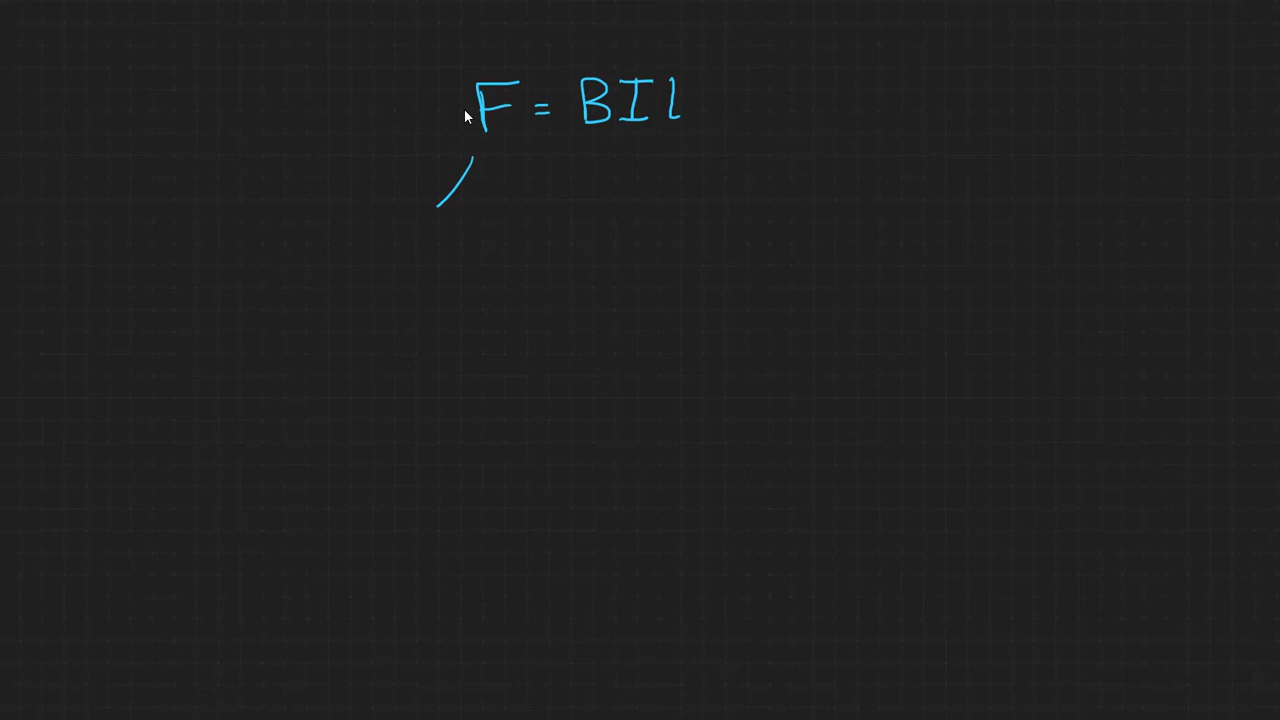 F = BIl